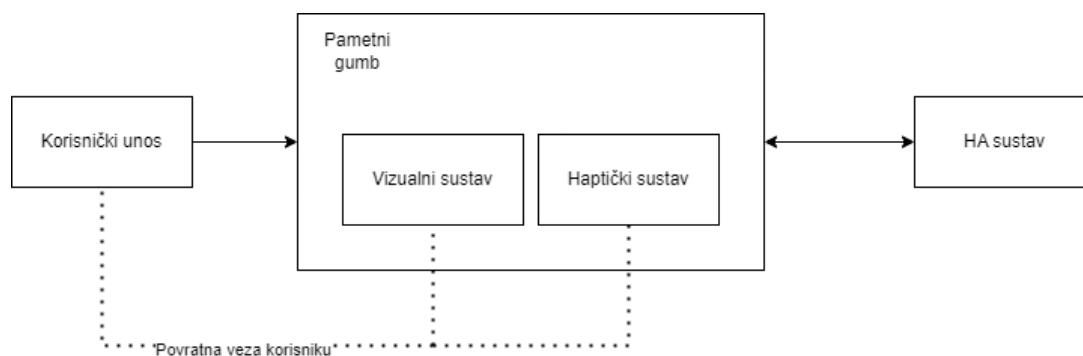 Pametni
gumb
Korisnički unos
HA sustav
Vizualni sustav
Haptički sustav
Povratna veza korisniku